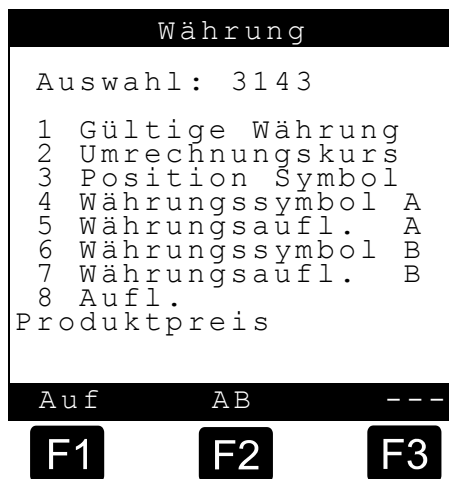 Währung
Auswahl: 3143
1 Gültige Währung
2 Umrechnungskurs
3 Position Symbol
4 Währungssymbol A
5 Währungsaufl. A
6 Währungssymbol B
7 Währungsaufl. B
8 Aufl.
Produktpreis
Auf AB ---
F1 F2 F3